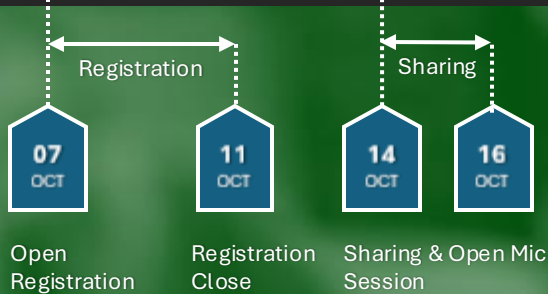 Registration
Sharing
07
OCT
11
OCT
14
OCT
16
OCT
Open
Registration
Registration
Close
Sharing & Open Mic
Session